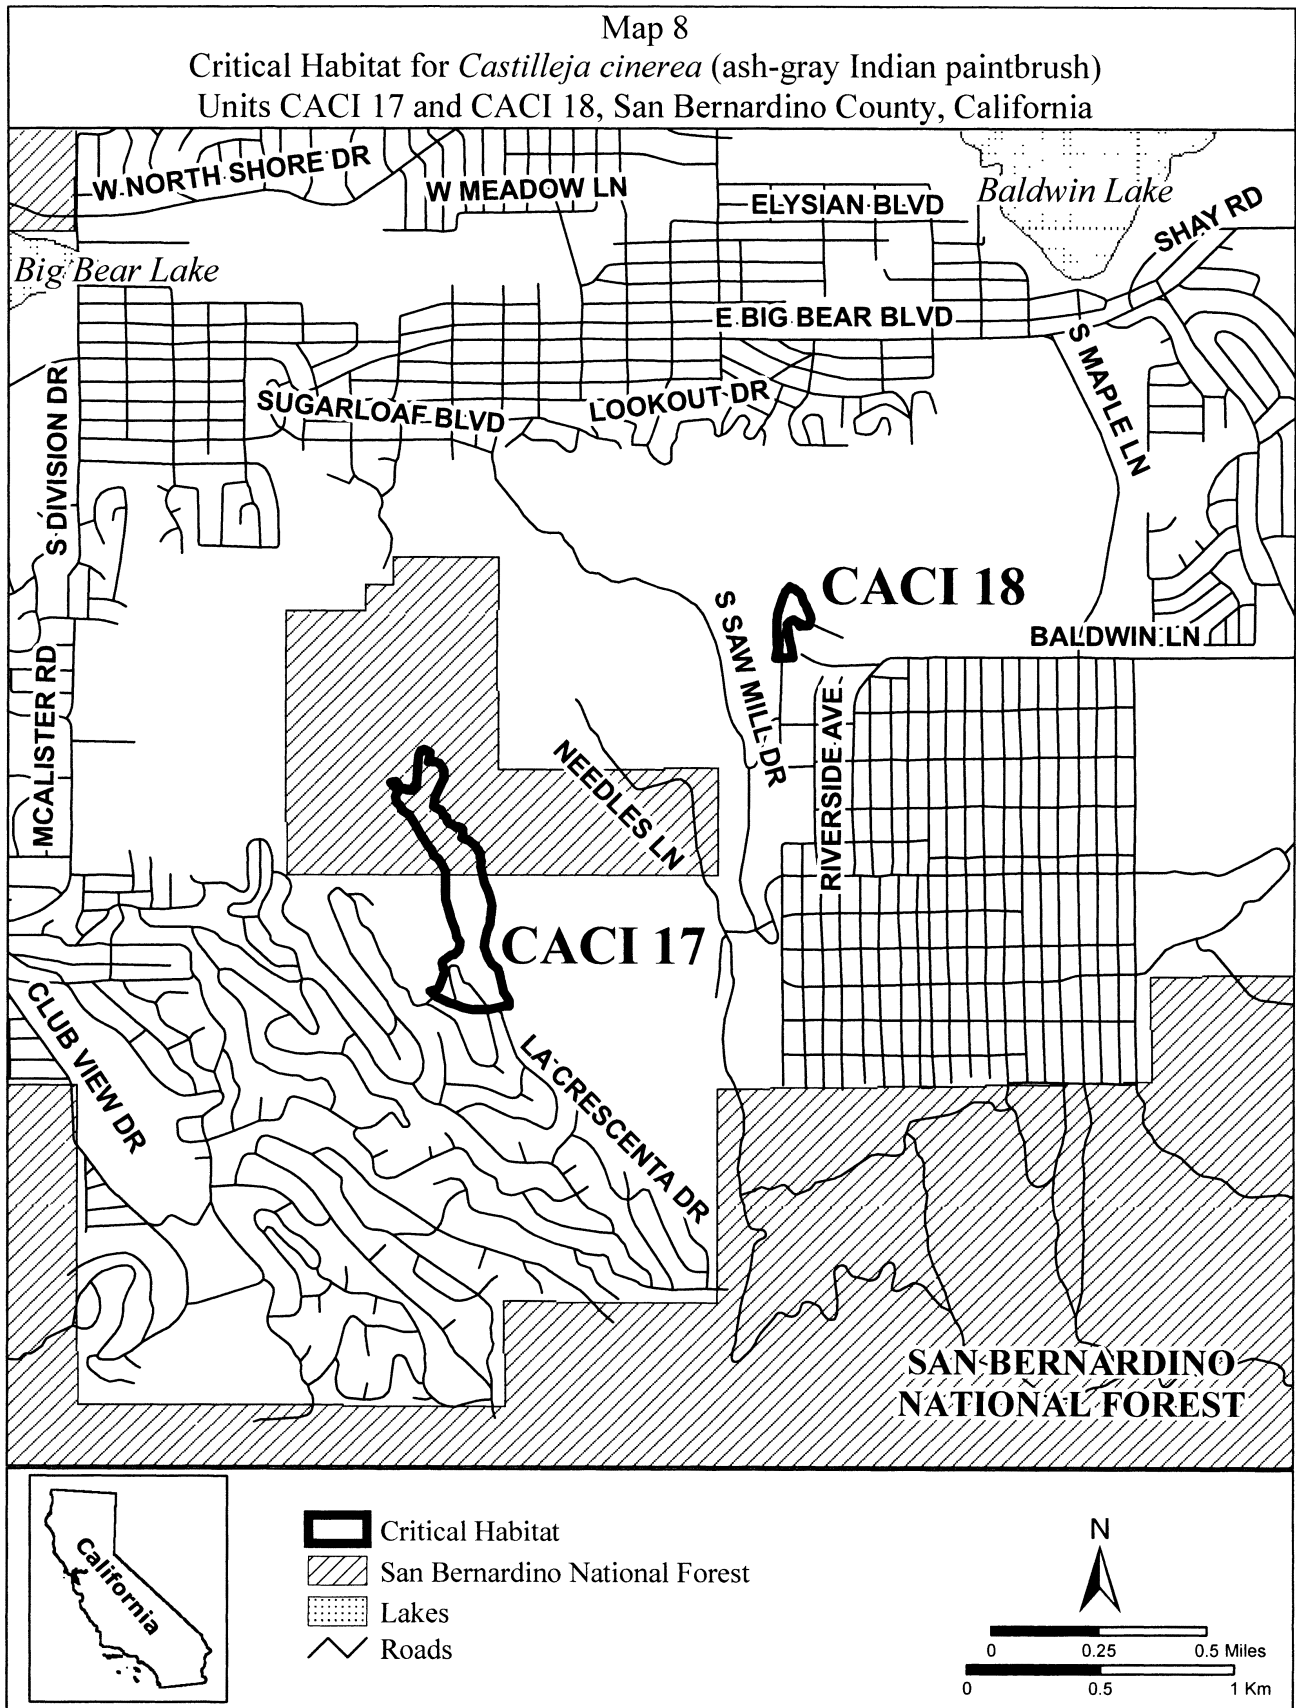 Map 8
Critical Habitat for Castilleja cinerea (ash-gray Indian paintbrush)
Units CACI 17 and CACI 18, San Bernardino County, California
W NORTH SHORE DR
W MEADOW LN
ELYSIAN BLVD
Baldwin Lake
SHAY RD
Big Bear Lake
E BIG BEAR BLVD
S MAPLE LN
S DIVISION DR
SUGARLOAF BLVD
LOOKOUT DR
CACI 18
BALDWIN LN
S SAW MILL DR
MCALISTER RD
RIVERSIDE AVE
NEEDLES LN
CACI 17
CLUB VIEW DR
LA CRESCENTA DR
SAN BERNARDINO
NATIONAL FOREST
California
Critical Habitat
San Bernardino National Forest
Lakes
Roads
N
0 0.25 0.5 Miles
0 0.5 1 Km